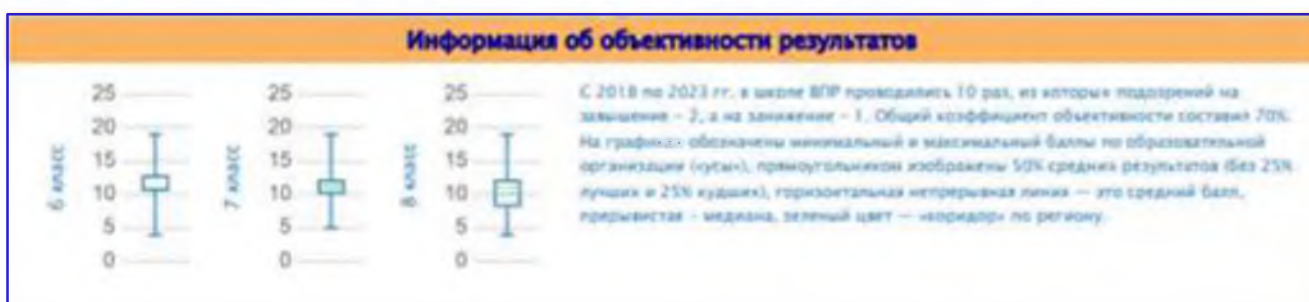 Информация об объективности результатов
25 25 25
20 20 20
15 15 15
10 10 10
5 5 5
0 0 0
6 класс
7 класс
8 класс
С 2018 по 2023 гг. в школе ВПР проводились 10 раз, из которых подозрений на
завышение – 2, а на занижение – 1. Общий коэффициент объективности составил 70%.
На обозначены минимальный и максимальный баллы по образовательной
организации («усы»), прямоугольником изображены 50% средних результатов (без 25%
лучших и 25% худших), горизонтальная непрерывная линия — это средний балл,
прерывистая - медиана, зеленый цвет — «коридор» по региону.